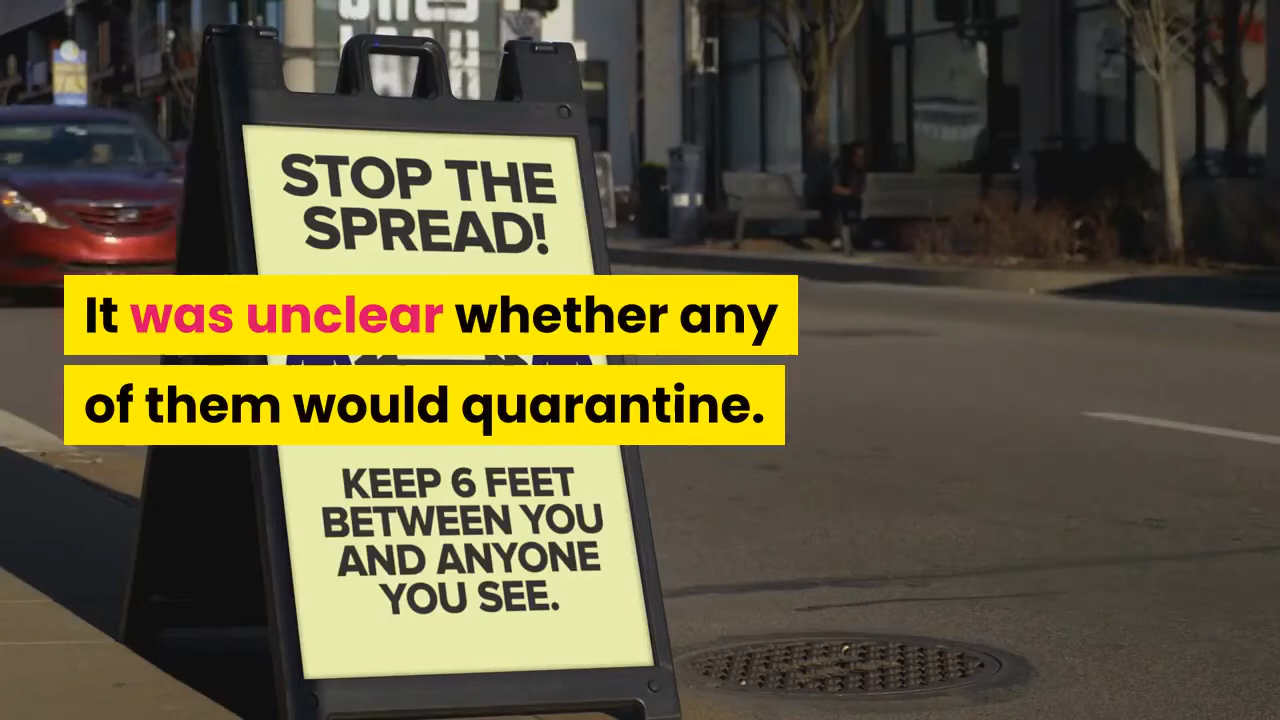 STOP THE
SPREAD!
It was unclear whether any
of them would quarantine.
KEEP 6 FEET
BETWEEN YOU
AND ANYONE
YOU SEE.